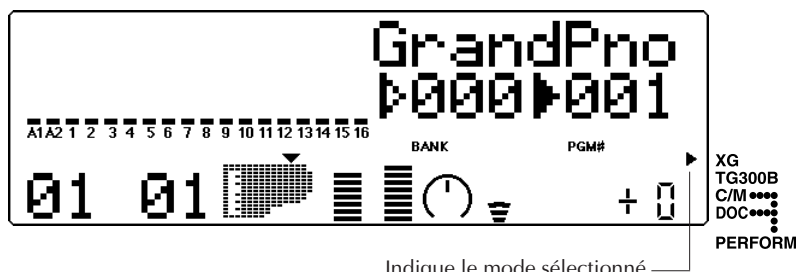 GrandPno
000 001
A1 A2 1 2 3 4 5 6 7 8 9 10 11 12 13 14 15 16
BANK PGM#
01 01 + 0
XG
TG300B
C/M
DOC
PERFORM
Indique le mode sélectionné